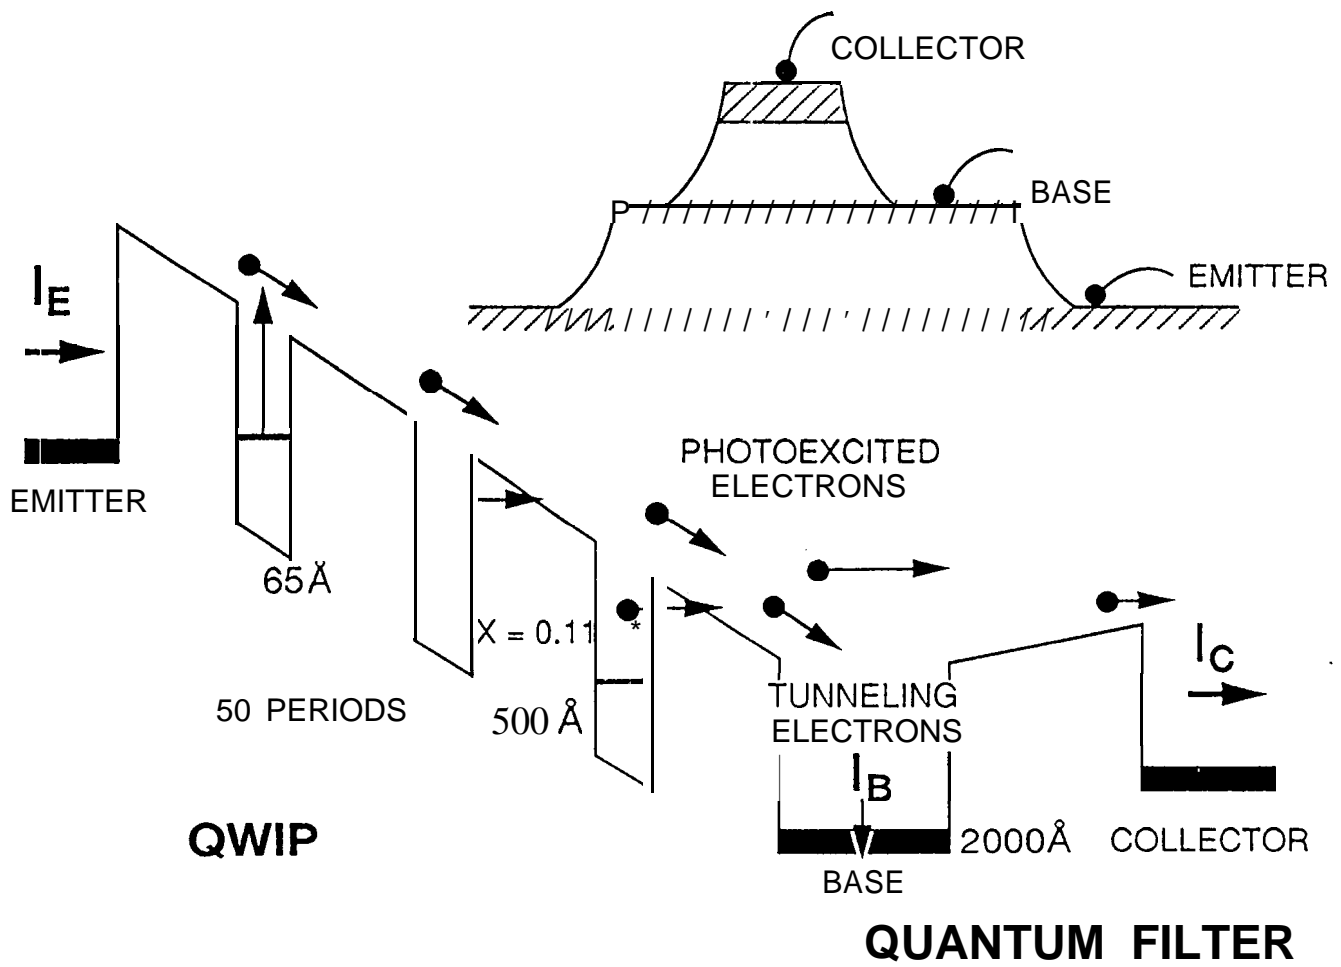 COLLECTOR
BASE
P
EMITTER
I_E
EMITTER
PHOTOEXCITED
ELECTRONS
65Å
X = 0.11
*
50 PERIODS
500 Å
TUNNELING
ELECTRONS
I_C
I_B
QWIP
2000Å
COLLECTOR
BASE
QUANTUM FILTER